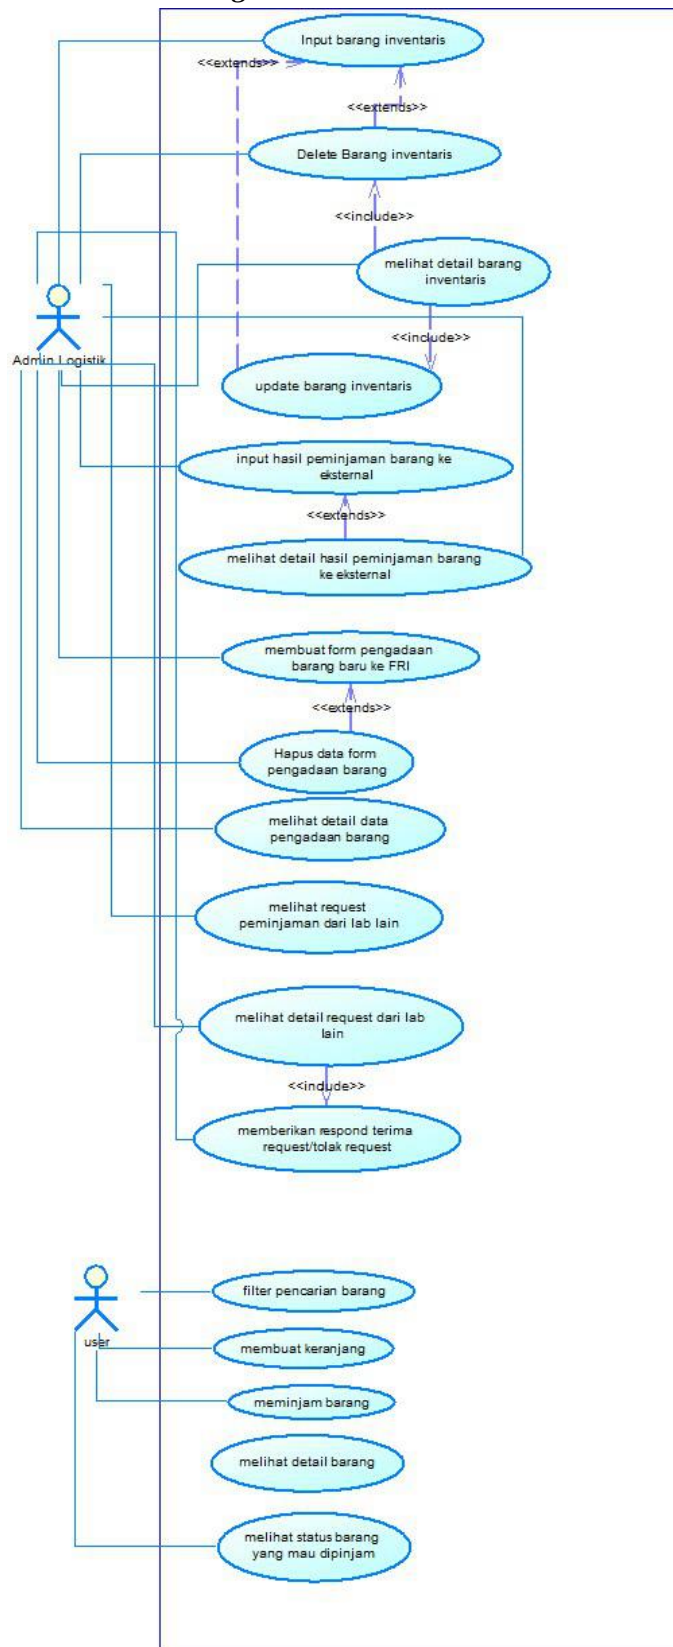 Input barang inventaris
<<extends>>
<<extends>>
Delete Barang inventaris
<<include>>
melihat detail barang
inventaris
<<include>>
Admin Logistik
update barang inventaris
input hasil peminjaman barang ke
eksternal
<<extends>>
melihat detail hasil peminjaman barang
ke eksternal
membuat form pengadaan
barang baru ke FRI
<<extends>>
Hapus data form
pengadaan barang
melihat detail data
pengadaan barang
melihat request
peminjaman dari lab lain
melihat detail request dari lab
lain
<<include>>
memberikan respond terima
request/tolak request
filter pencarian barang
user
membuat keranjang
meminjam barang
melihat detail barang
melihat status barang
yang mau dipinjam